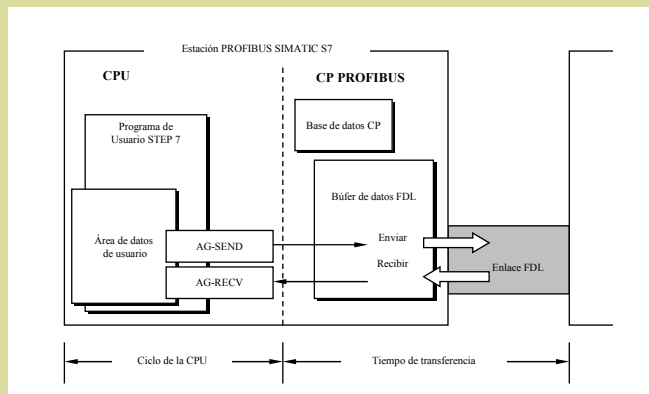 Estación PROFIBUS SIMATIC S7
CPU
CP PROFIBUS
Programa de
Usuario STEP 7
Base de datos CP
Búfer de datos FDL
Área de datos
de usuario
AG-SEND
Enviar
AG-RECV
Recibir
Enlace FDL
Ciclo de la CPU
Tiempo de transferencia